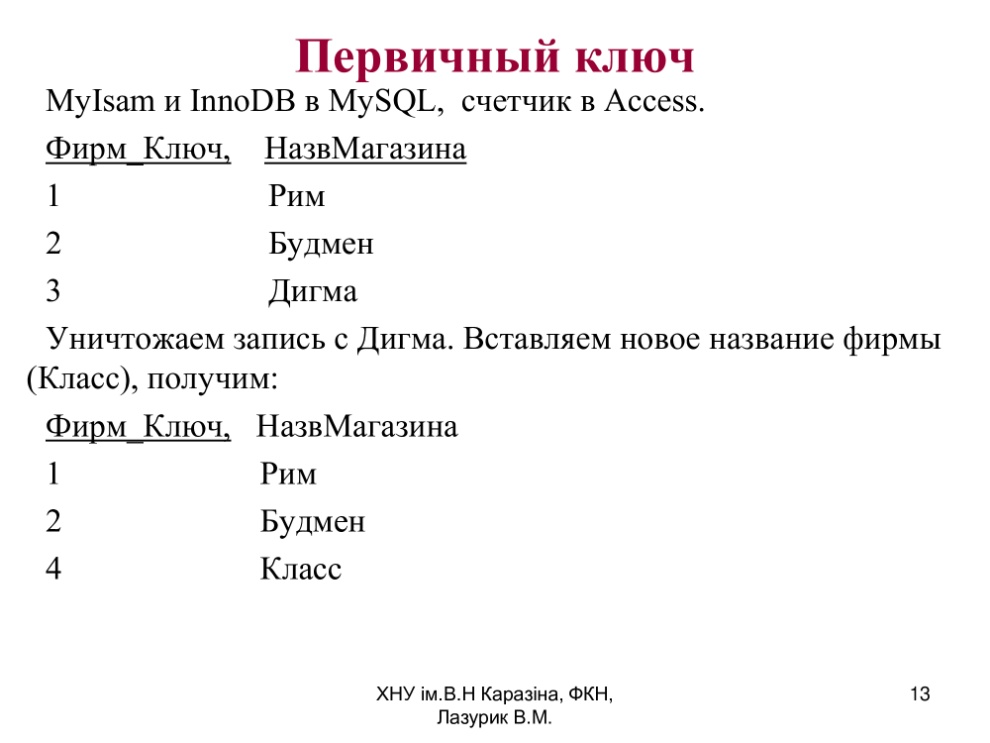 Первичный ключ
MyIsam и InnoDB в MySQL, счетчик в Access.
Фирм_Ключ, НазвМагазина
1 Рим
2 Будмен
3 Дигма
Уничтожаем запись с Дигма. Вставляем новое название фирмы
(Класс), получим:
Фирм_Ключ, НазвМагазина
1 Рим
2 Будмен
4 Класс
ХНУ ім.В.Н Каразіна, ФКН,
Лазурик В.М.
13